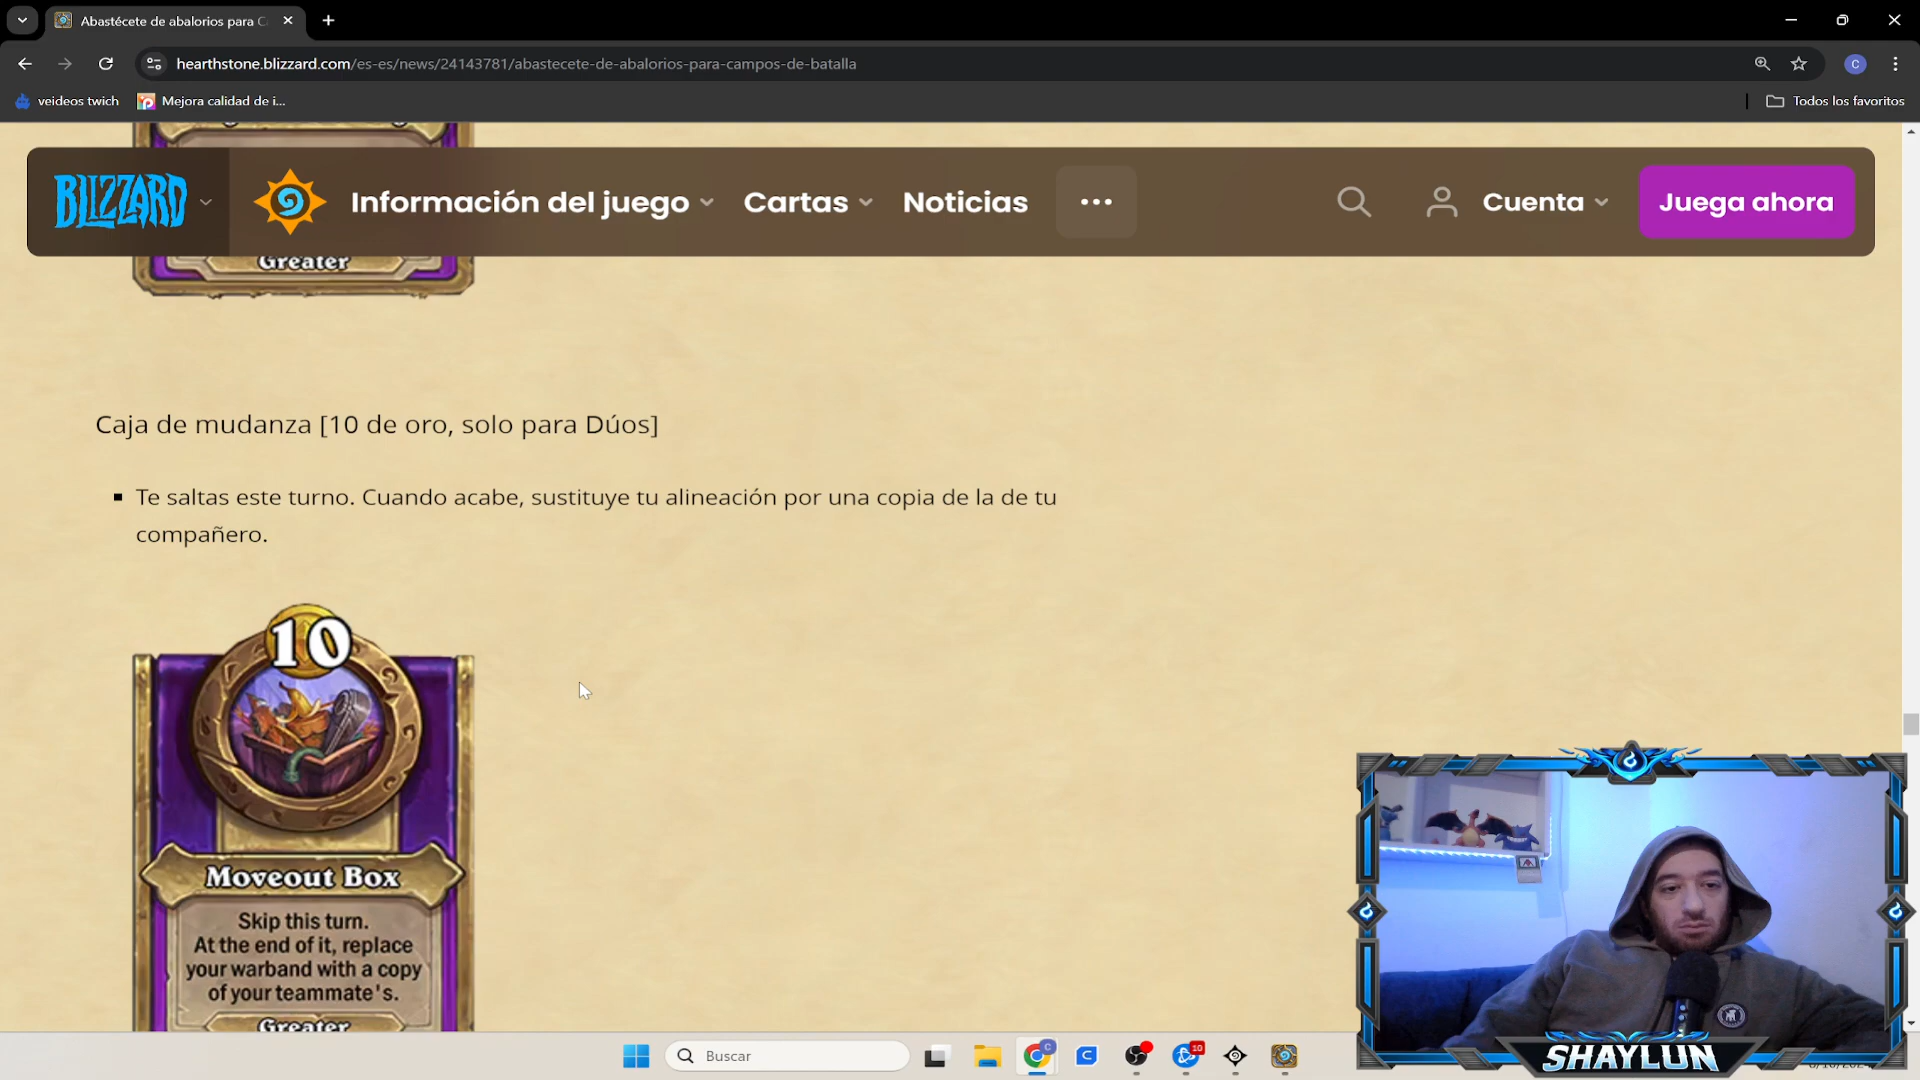 Abastécete de abalorios para C
hearthstone.blizzard.com/es-es/news/24143781/abastecete-de-abalorios-para-campos-de-batalla
C
veideos twich
Mejora calidad de i...
Todos los favoritos
BLIZZARD
Información del juego
Cartas
Noticias
Cuenta
Juega ahora
Greater
Caja de mudanza [10 de oro, solo para Dúos]
Te saltas este turno. Cuando acabe, sustituye tu alineación por una copia de la de tu
compañero.
10
Moveout Box
Skip this turn.
At the end of it, replace
your warband with a copy
of your teammate's.
Greater
Buscar
C
10
SHAYLUN